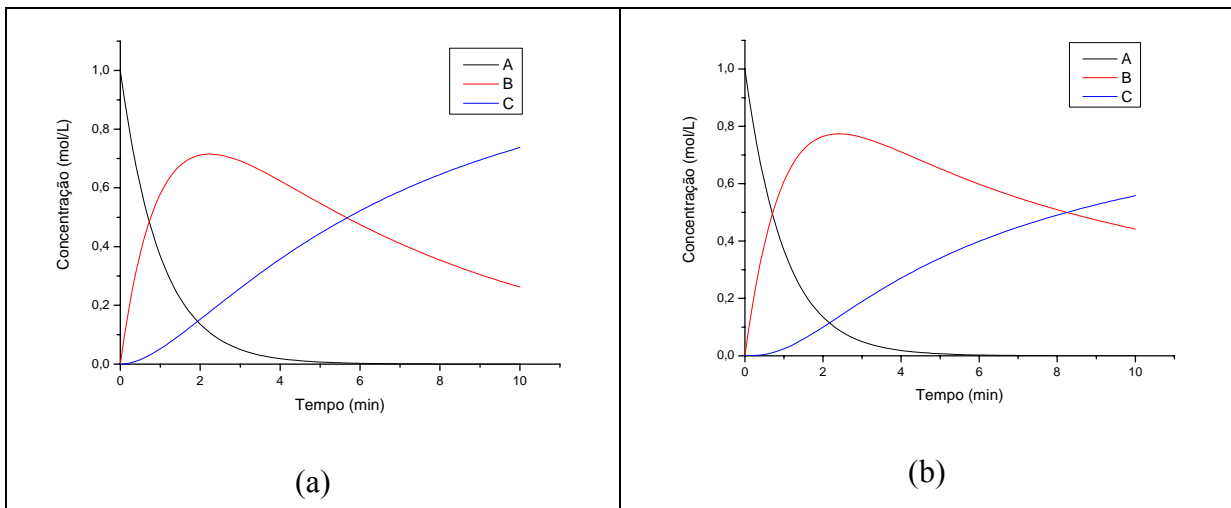 1,0
0,8
0,6
0,4
0,2
0,0
Concentração (mol/L)
A
B
C
0 2 4 6 8 10
Tempo (min)
(a)
1,0
0,8
0,6
0,4
0,2
0,0
Concentração (mol/L)
A
B
C
0 2 4 6 8 10
Tempo (min)
(b)